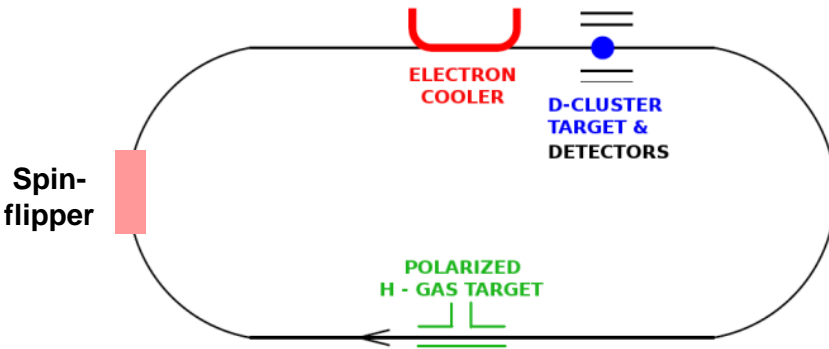 ELECTRON
COOLER
D-CLUSTER
TARGET &
DETECTORS
Spin-
flipper
POLARIZED
H - GAS TARGET